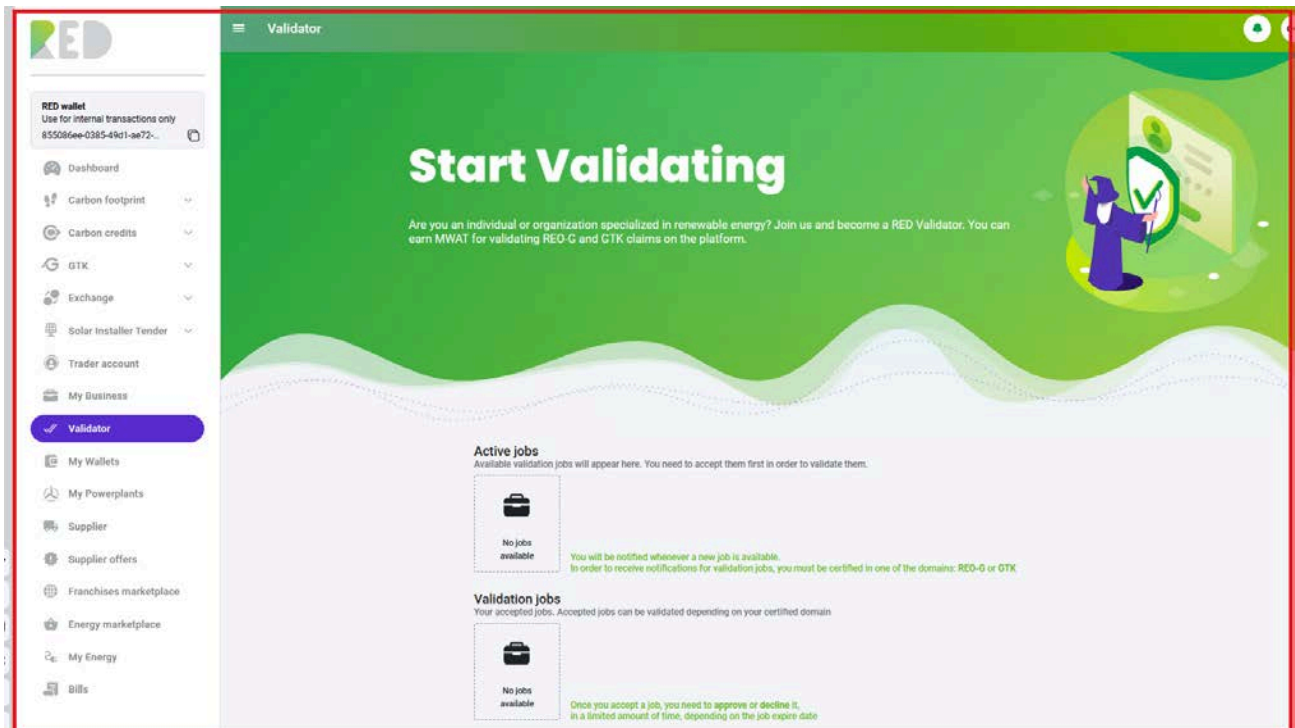 RED
Validator
RED wallet
Use for internal transactions only
855086ee-0385-49d1-ae72-...
Dashboard
Carbon footprint
Carbon credits
GTK
Exchange
Solar Installer Tender
Trader account
My Business
Validator
My Wallets
My Powerplants
Supplier
Supplier offers
Franchises marketplace
Energy marketplace
My Energy
Bills
Start Validating
Are you an individual or organization specialized in renewable energy? Join us and become a RED Validator. You can
earn MWAT for validating REO-G and GTK claims on the platform.
Active jobs
Available validation jobs will appear here. You need to accept them first in order to validate them.
No jobs
available
You will be notified whenever a new job is available.
In order to receive notifications for validation jobs, you must be certified in one of the domains: REO-G or GTK
Validation jobs
Your accepted jobs. Accepted jobs can be validated depending on your certified domain
No jobs
available
Once you accept a job, you need to approve or decline it,
in a limited amount of time, depending on the job expire date